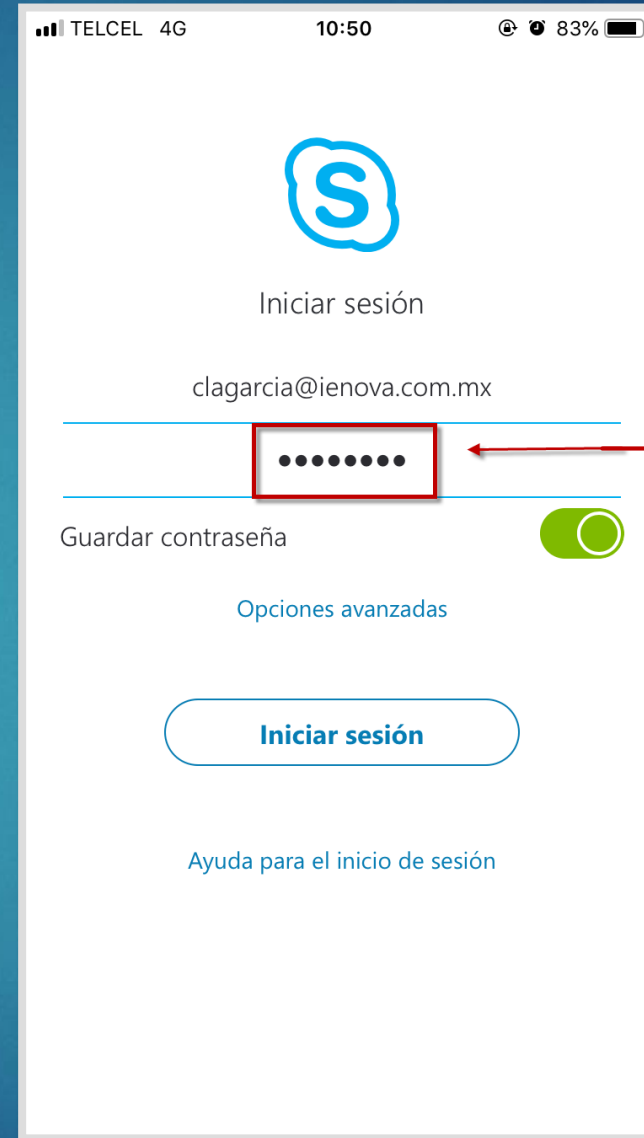 TELCEL 4G 10:50 83%
S
Iniciar sesión
clagarcia@ienova.com.mx
●●●●●●●●
Guardar contraseña
Opciones avanzadas
Iniciar sesión
Ayuda para el inicio de sesión